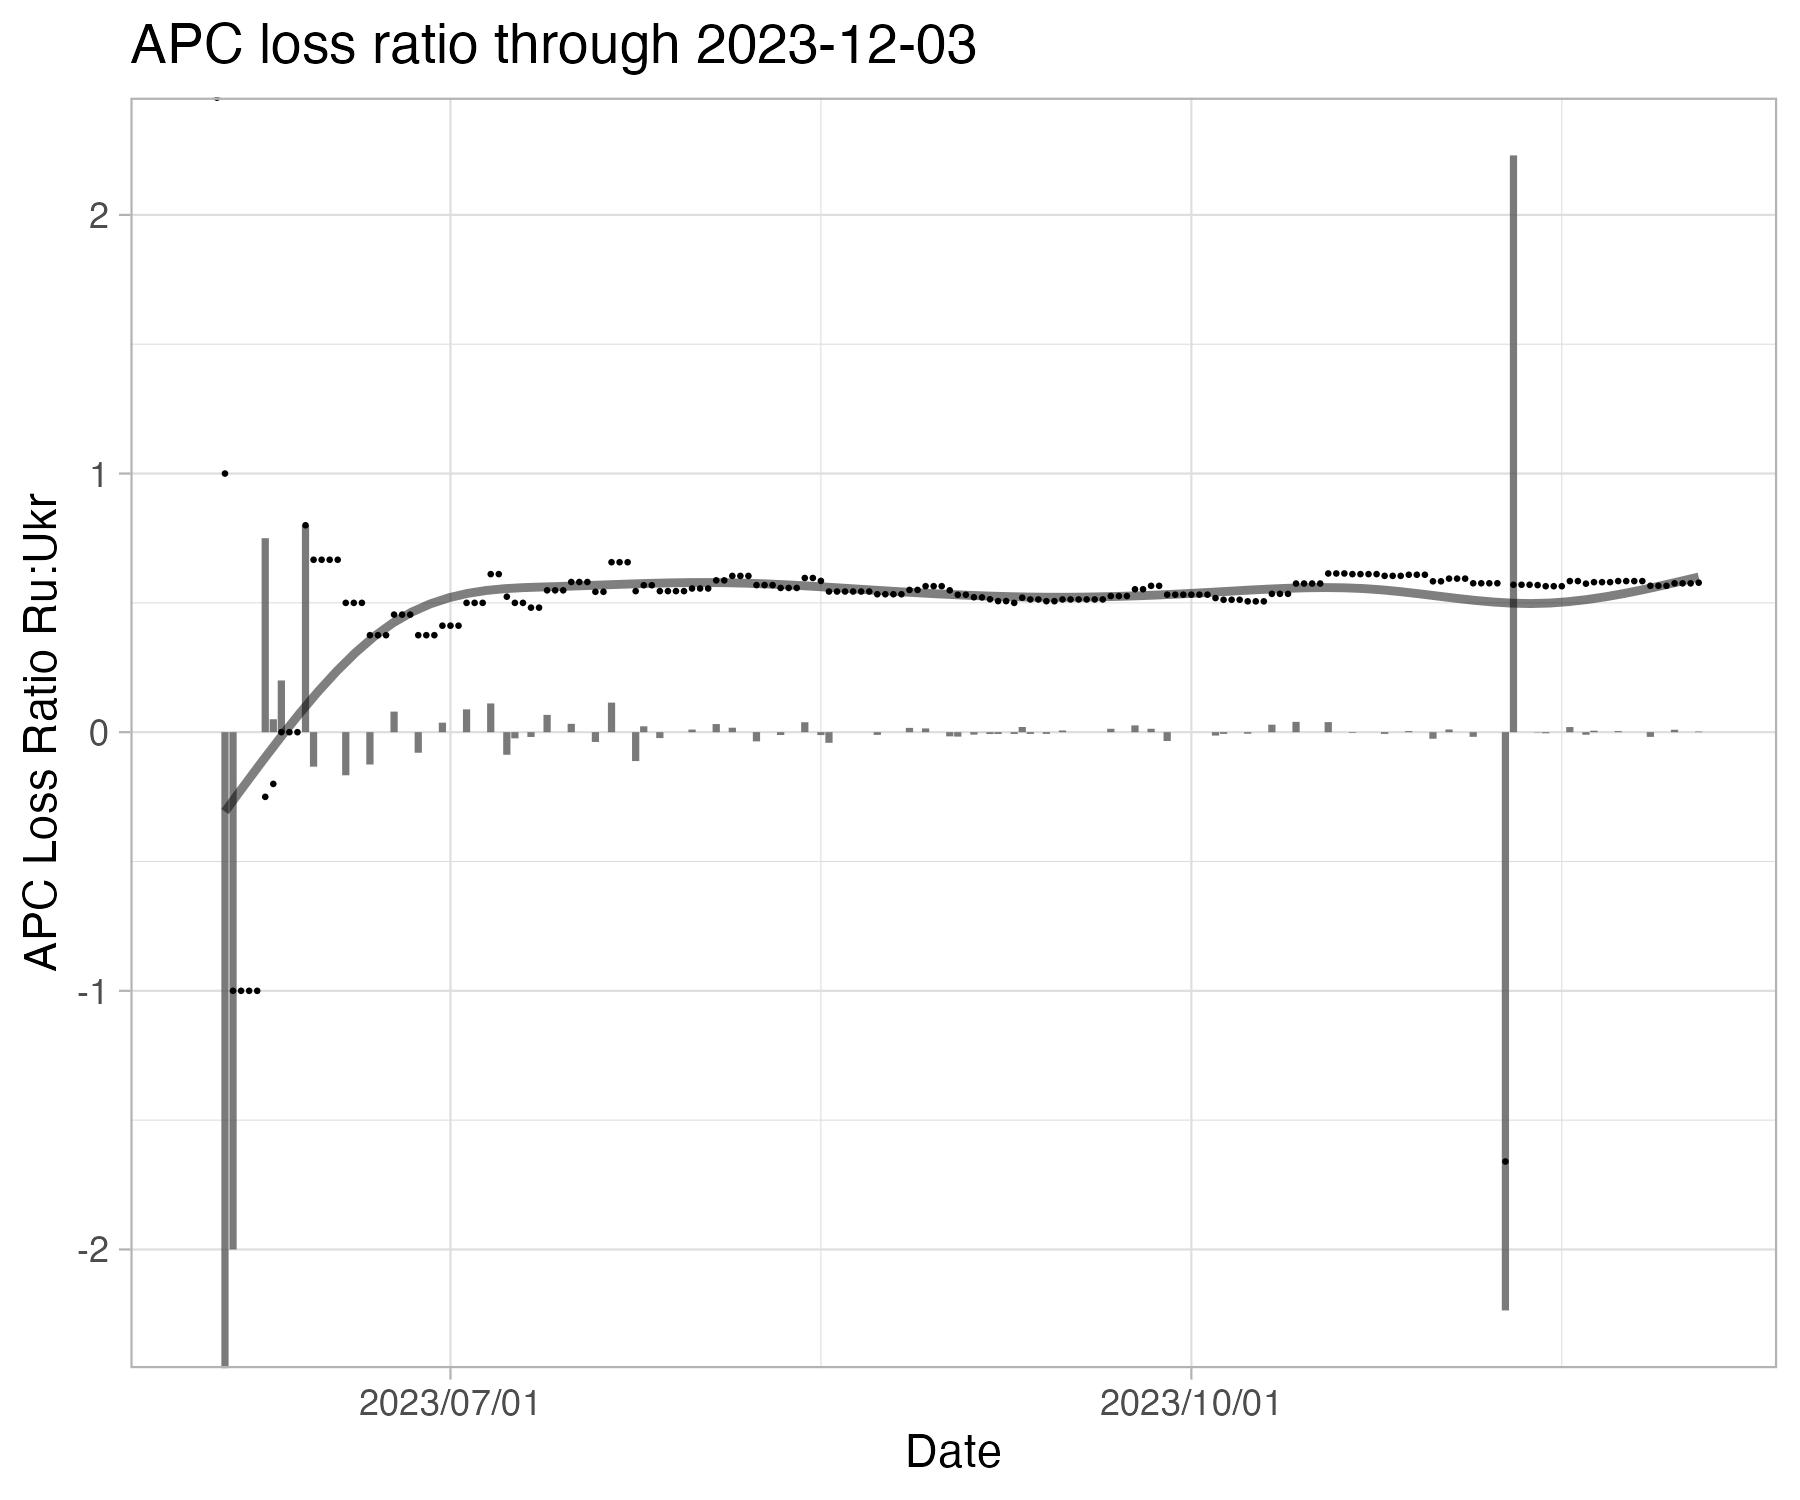 APC loss ratio through 2023-12-03
APC Loss Ratio Ru:Ukr
2
1
0
-1
-2
2023/07/01
2023/10/01
Date